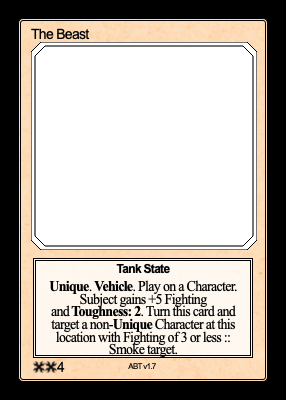 The Beast
Tank State
Unique. Vehicle. Play on a Character.
Subject gains +5 Fighting
and Toughness: 2. Turn this card and
target a non-Unique Character at this
location with Fighting of 3 or less ::
Smoke target.
4
ABT v1.7